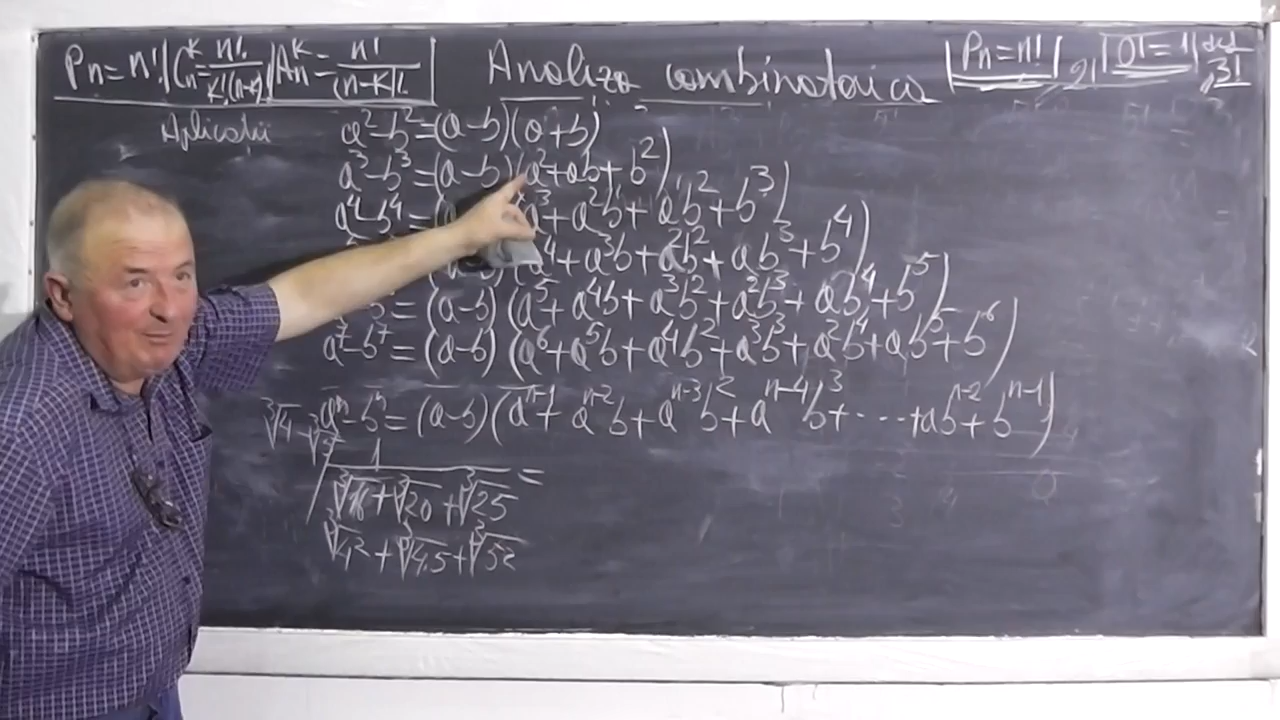 Pn=n! | C_n^k=n!/(k!(n-k)!) | A_n^k=n!/(n-k)!
Analiza combinatorica
Pn=n! 2! 0!=1 def 3!
Aplicatii
a²-b²=(a-b)(a+b)
a³-b³=(a-b)(a²+ab+b²)
a⁴-b⁴=(a³+a²b+ab²+b³)
a⁴+a³b+a²b²+ab³+b⁴)
=(a-b)(a⁵+a⁴b+a³b²+a²b³+ab⁴+b⁵)
a⁷-b⁷=(a-b)(a⁶+a⁵b+a⁴b²+a³b³+a²b⁴+ab⁵+b⁶)
aⁿ-bⁿ=(a-b)(aⁿ⁻¹+aⁿ⁻²b+aⁿ⁻³b²+aⁿ⁻⁴b³+...+abⁿ⁻²+bⁿ⁻¹)
∛4-∛5
1/(∛16+∛20+∛25)=
∛4²+∛4.5+∛5²